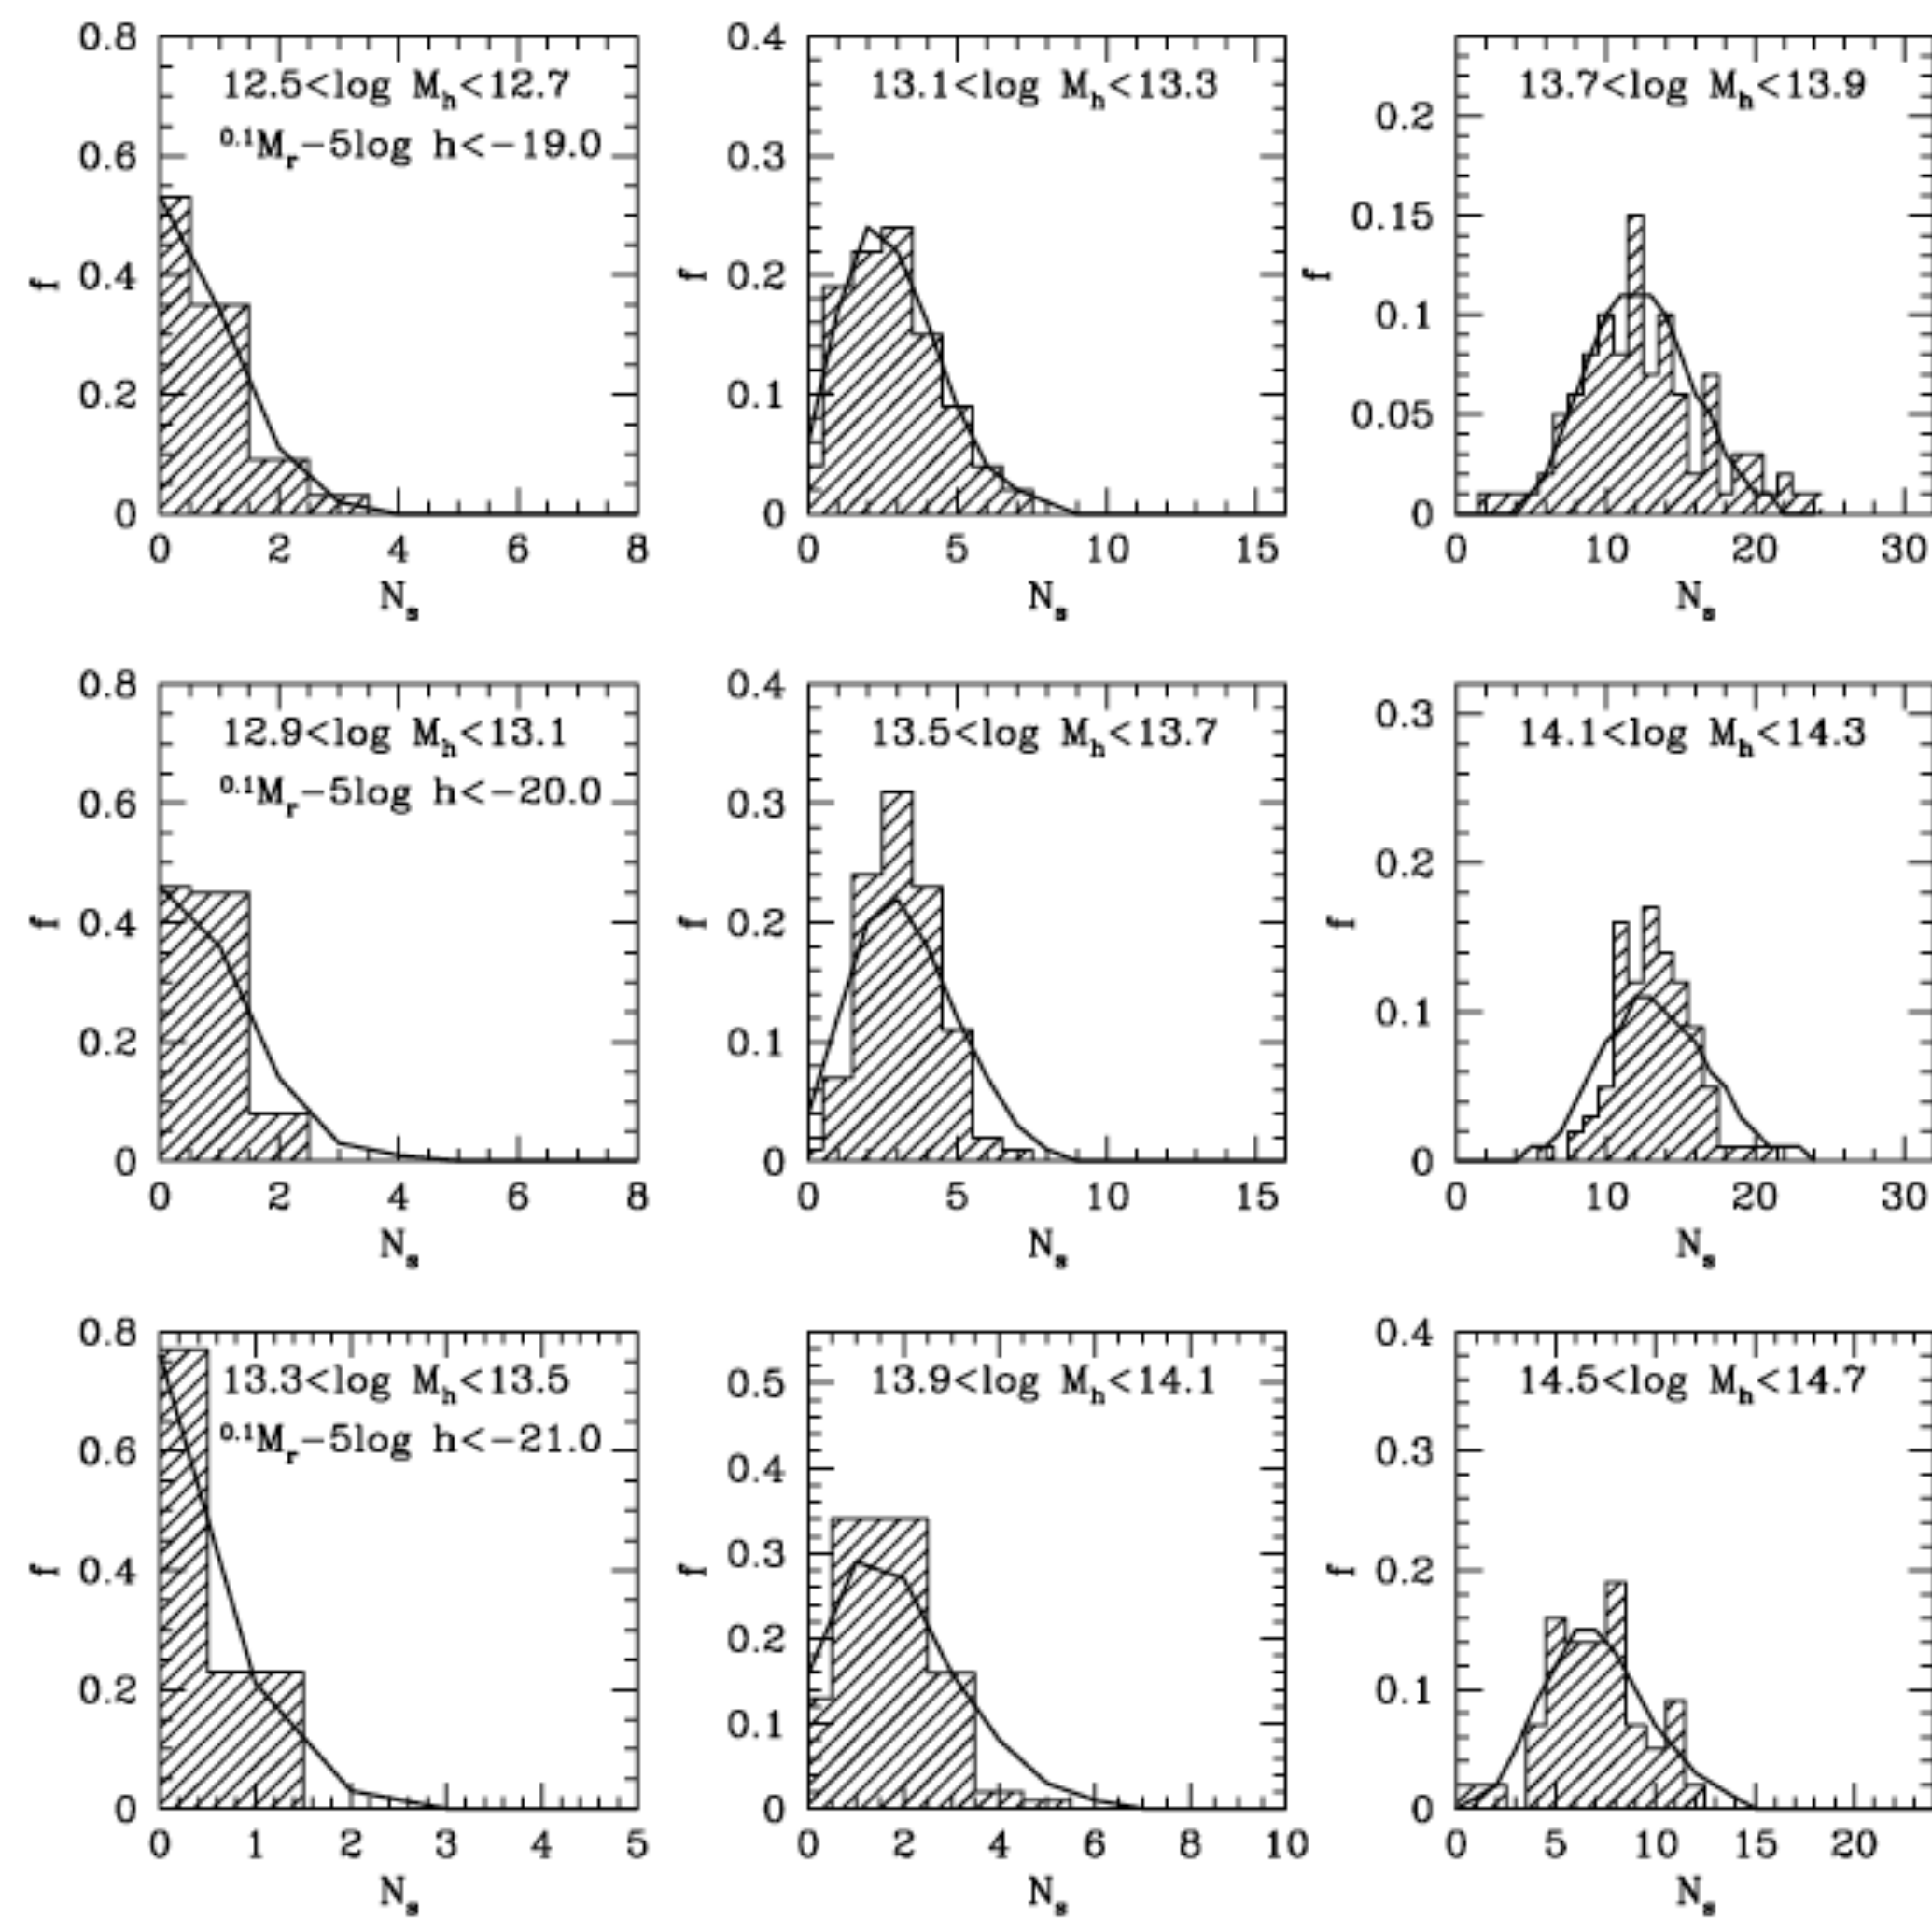 12.5<log M_h<12.7
^0.1M_r-5log h<-19.0
f
0.8
0.6
0.4
0.2
0
0 2 4 6 8
N_s
13.1<log M_h<13.3
f
0.4
0.3
0.2
0.1
0
0 5 10 15
N_s
13.7<log M_h<13.9
f
0.2
0.15
0.1
0.05
0
0 10 20 30
N_s
12.9<log M_h<13.1
^0.1M_r-5log h<-20.0
f
0.8
0.6
0.4
0.2
0
0 2 4 6 8
N_s
13.5<log M_h<13.7
f
0.4
0.3
0.2
0.1
0
0 5 10 15
N_s
14.1<log M_h<14.3
f
0.3
0.2
0.1
0
0 10 20 30
N_s
13.3<log M_h<13.5
^0.1M_r-5log h<-21.0
f
0.8
0.6
0.4
0.2
0
0 1 2 3 4 5
N_s
13.9<log M_h<14.1
f
0.5
0.4
0.3
0.2
0.1
0
0 2 4 6 8 10
N_s
14.5<log M_h<14.7
f
0.4
0.3
0.2
0.1
0
0 5 10 15 20
N_s